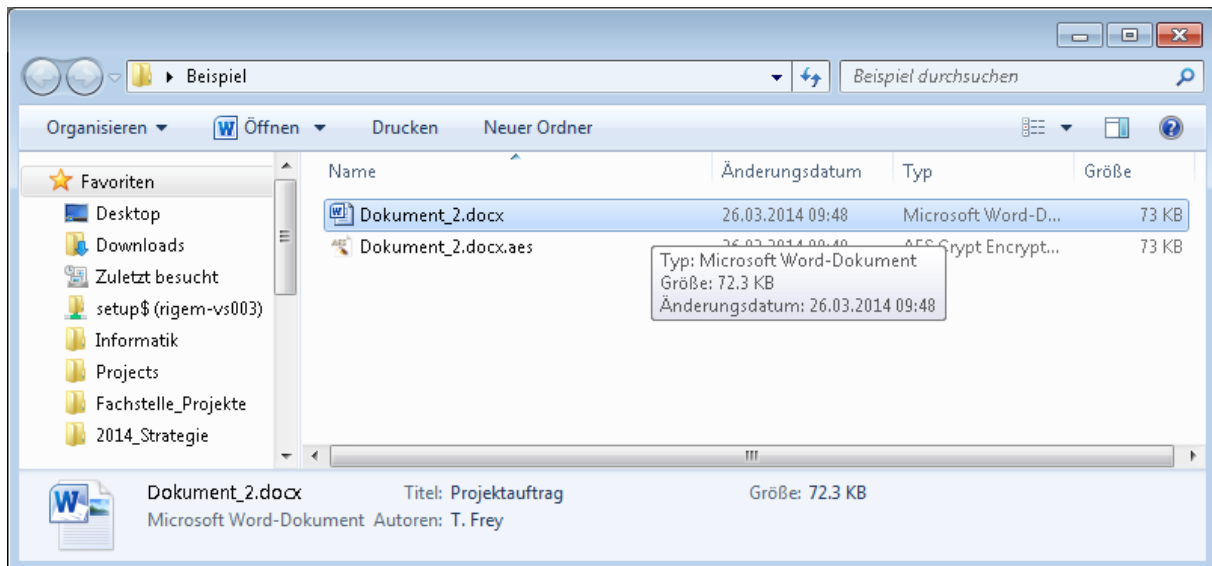 Beispiel
Beispiel durchsuchen
Organisieren Öffnen Drucken Neuer Ordner
Name Änderungsdatum Typ Größe
Favoriten
Desktop
Downloads
Zuletzt besucht
setup$ (rigem-vs003)
Informatik
Projects
Fachstelle_Projekte
2014_Strategie
Dokument_2.docx 26.03.2014 09:48 Microsoft Word-D... 73 KB
Dokument_2.docx.aes Crypt Encrypt... 73 KB
Typ: Microsoft Word-Dokument
Größe: 72.3 KB
Änderungsdatum: 26.03.2014 09:48
Dokument_2.docx Titel: Projektauftrag Größe: 72.3 KB
Microsoft Word-Dokument Autoren: T. Frey